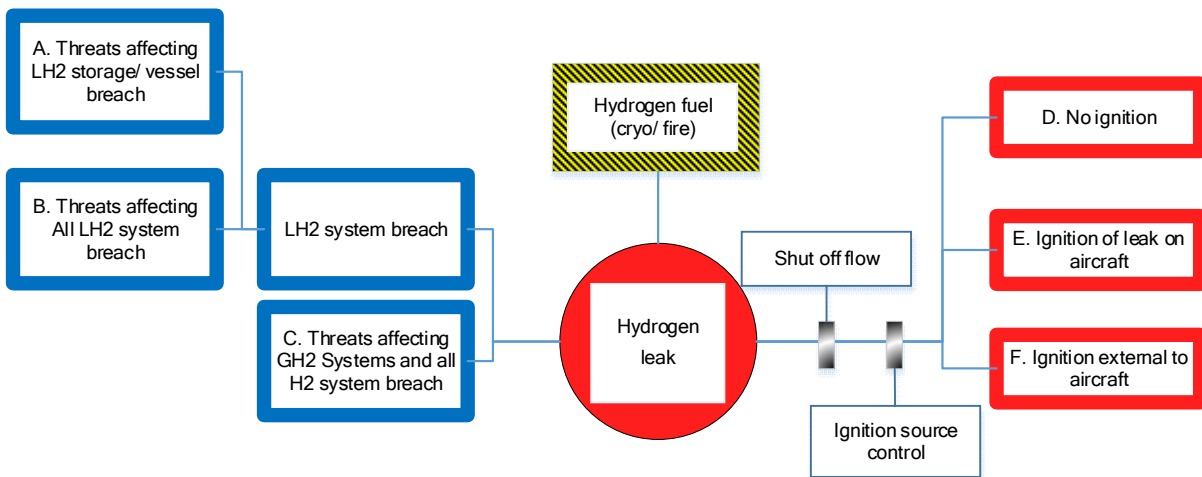 A. Threats affecting
LH2 storage/ vessel
breach
B. Threats affecting
All LH2 system
breach
LH2 system breach
C. Threats affecting
GH2 Systems and all
H2 system breach
Hydrogen fuel
(cryo/ fire)
Hydrogen
leak
Shut off flow
Ignition source
control
D. No ignition
E. Ignition of leak on
aircraft
F. Ignition external to
aircraft